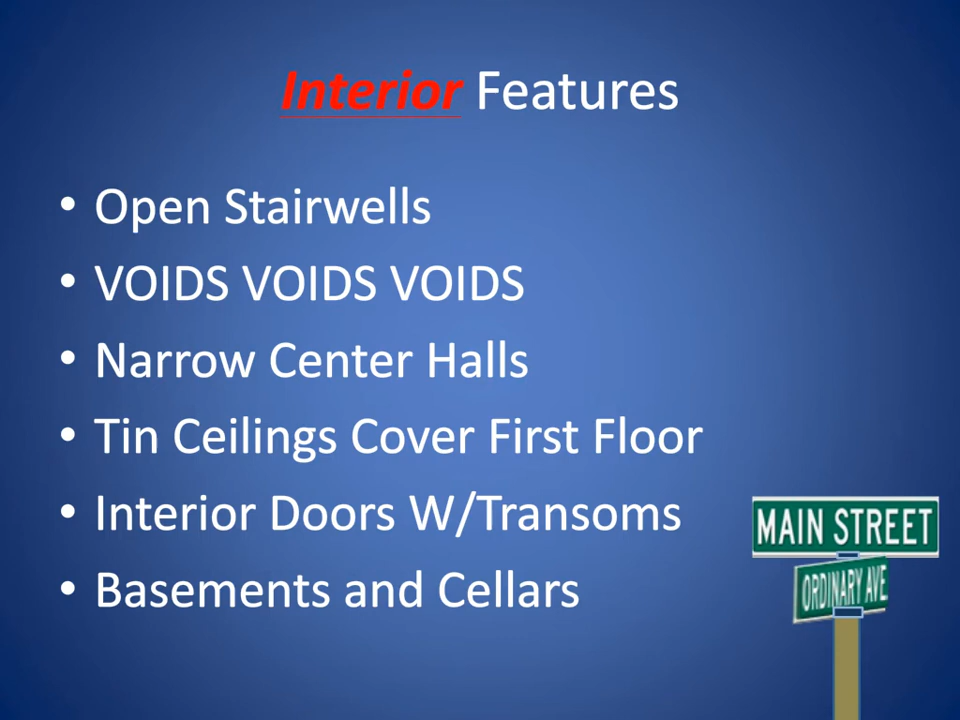 Interior Features
• Open Stairwells
• VOIDS VOIDS VOIDS
• Narrow Center Halls
• Tin Ceilings Cover First Floor
• Interior Doors W/Transoms
• Basements and Cellars
MAIN STREET
ORDINARY AVE